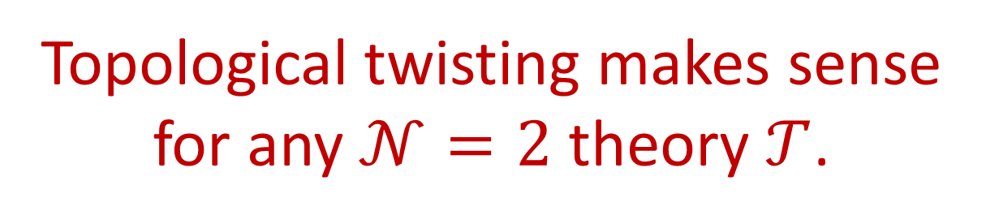 Topological twisting makes sense
for any 𝒩 = 2 theory 𝒯.